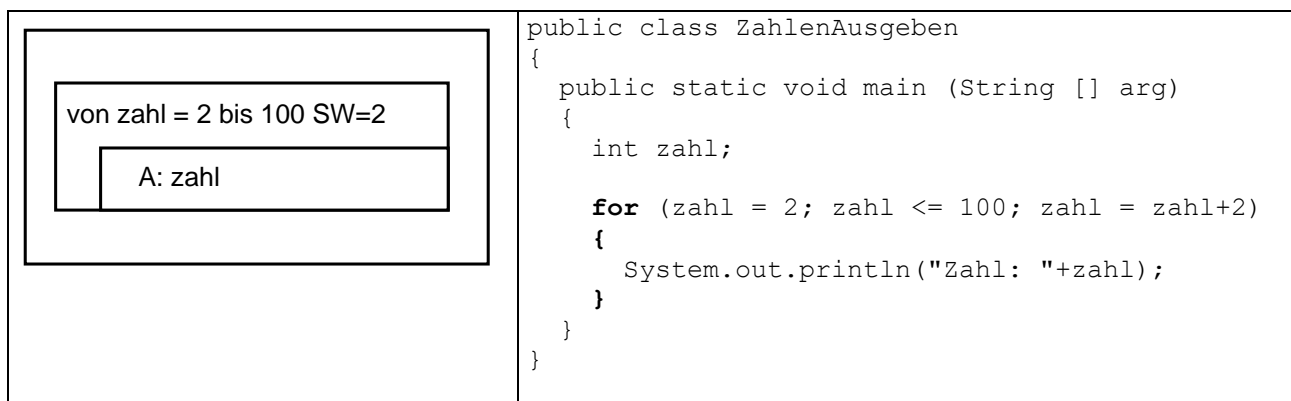 von zahl = 2 bis 100 SW=2
A: zahl
public class ZahlenAusgeben
{
  public static void main (String [] arg)
  {
    int zahl;
    for (zahl = 2; zahl <= 100; zahl = zahl+2)
    {
      System.out.println("Zahl: "+zahl);
    }
  }
}